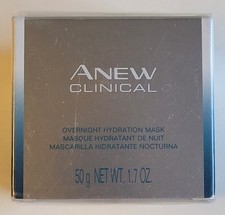 ANEW
CLINICAL
OVERNIGHT HYDRATION MASK
MASQUE HYDRATANT DE NUIT
MASCARILLA HIDRATANTE NOCTURNA
50 g NET WT. 1.7 OZ.